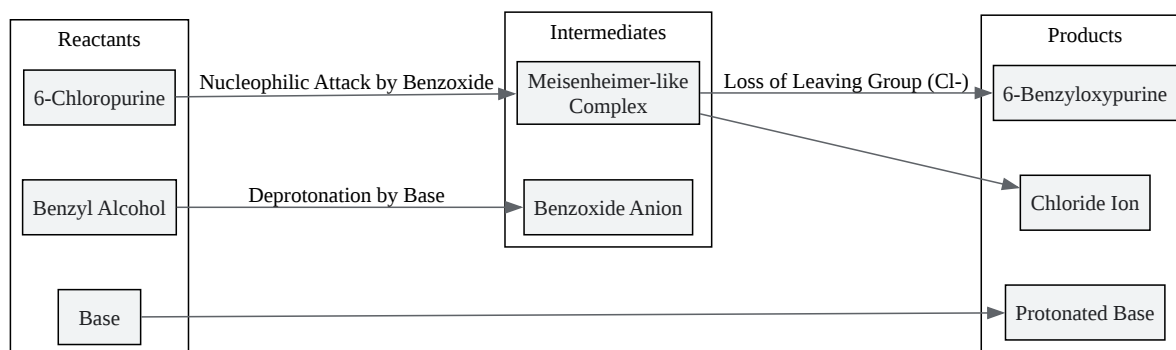 Reactants
6-Chloropurine
Benzyl Alcohol
Base
Nucleophilic Attack by Benzoxide
Deprotonation by Base
Intermediates
Meisenheimer-like
Complex
Benzoxide Anion
Loss of Leaving Group (Cl-)
Products
6-Benzyloxypurine
Chloride Ion
Protonated Base